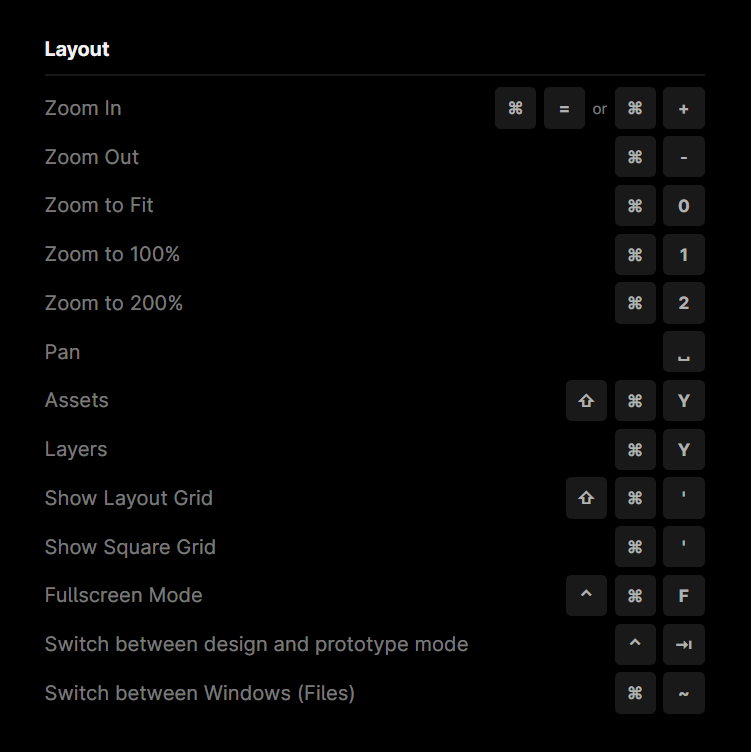 Layout
Zoom In ⌘ = or ⌘ +
Zoom Out ⌘ -
Zoom to Fit ⌘ 0
Zoom to 100% ⌘ 1
Zoom to 200% ⌘ 2
Pan ␣
Assets ⇧ ⌘ Y
Layers ⌘ Y
Show Layout Grid ⇧ ⌘ '
Show Square Grid ⌘ '
Fullscreen Mode ⌃ ⌘ F
Switch between design and prototype mode ⌃ ⇥
Switch between Windows (Files) ⌘ ~